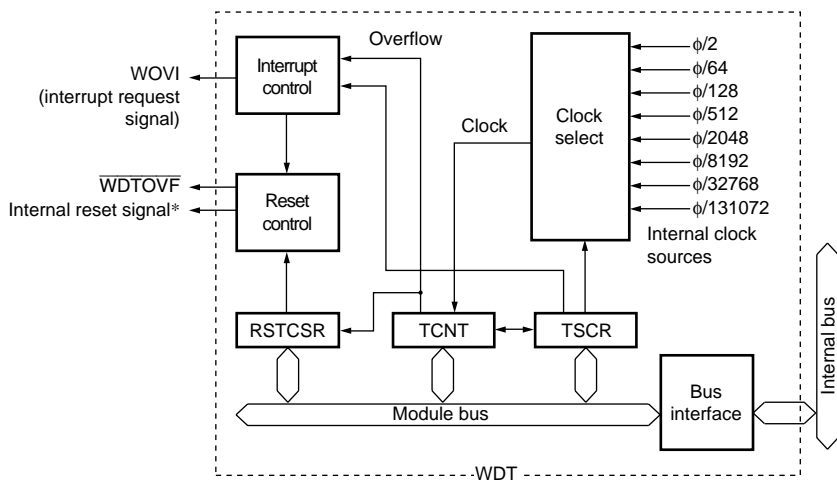 Overflow
WOVI
(interrupt request
signal)
Interrupt
control
Clock
Clock
select
ϕ/2
ϕ/64
ϕ/128
ϕ/512
ϕ/2048
ϕ/8192
ϕ/32768
ϕ/131072
Internal clock
sources
WDTOVF
Internal reset signal*
Reset
control
RSTCSR
TCNT
TSCR
Module bus
Bus
interface
Internal bus
WDT